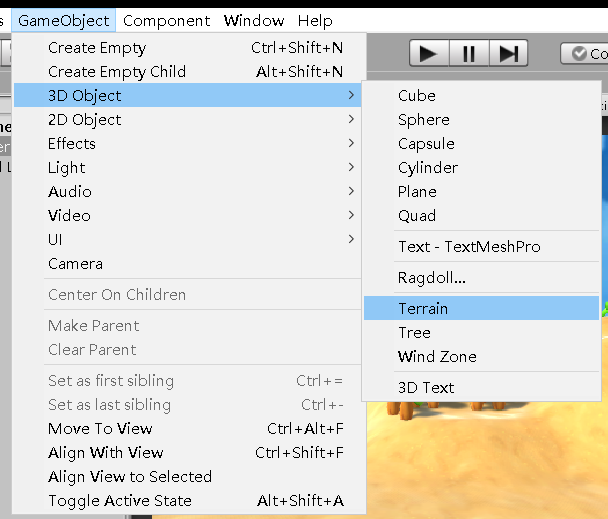 GameObject Component Window Help
Create Empty Ctrl+Shift+N
Create Empty Child Alt+Shift+N
3D Object
2D Object
Effects
Light
Audio
Video
UI
Camera
Center On Children
Make Parent
Clear Parent
Set as first sibling Ctrl+=
Set as last sibling Ctrl+-
Move To View Ctrl+Alt+F
Align With View Ctrl+Shift+F
Align View to Selected
Toggle Active State Alt+Shift+A
Cube
Sphere
Capsule
Cylinder
Plane
Quad
Text - TextMeshPro
Ragdoll...
Terrain
Tree
Wind Zone
3D Text